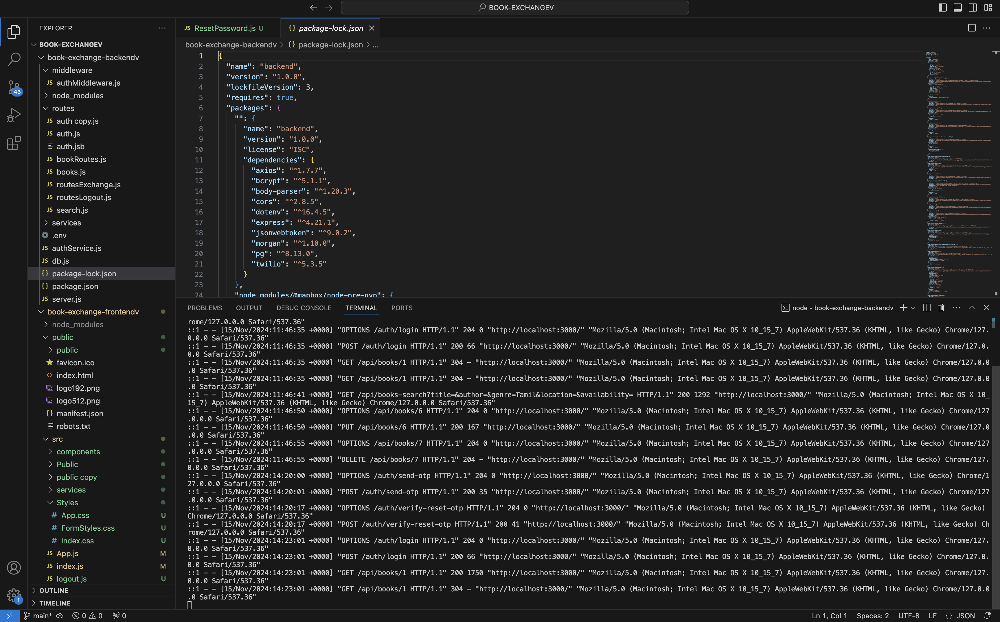 BOOK-EXCHANGEV
EXPLORER
BOOK-EXCHANGEV
book-exchange-backendv
middleware
JS authMiddleware.js
node_modules
routes
JS auth copy.js
JS auth.js
auth.jsb
JS bookRoutes.js
JS books.js
JS routesExchange.js
JS routesLogout.js
JS search.js
services
.env
JS authService.js
JS db.js
{} package-lock.json
{} package.json
JS server.js
book-exchange-frontendv
node_modules
public
public
favicon.ico
<> index.html
logo192.png
logo512.png
{} manifest.json
robots.txt
src
components
Public
public copy
services
Styles
# App.css U
# FormStyles.css U
# index.css U
JS App.js M
JS index.js M
JS logout.js U
OUTLINE
TIMELINE
43
1
JS ResetPassword.js U
{} package-lock.json
book-exchange-backendv > {} package-lock.json > ...
1 {
2 "name": "backend",
3 "version": "1.0.0",
4 "lockfileVersion": 3,
5 "requires": true,
6 "packages": {
7 "": {
8 "name": "backend",
9 "version": "1.0.0",
10 "license": "ISC",
11 "dependencies": {
12 "axios": "^1.7.7",
13 "bcrypt": "^5.1.1",
14 "body-parser": "^1.20.3",
15 "cors": "^2.8.5",
16 "dotenv": "^16.4.5",
17 "express": "^4.21.1",
18 "jsonwebtoken": "^9.0.2",
19 "morgan": "^1.10.0",
20 "pg": "^8.13.0",
21 "twilio": "^5.3.5"
22 }
23 },
24 "node_modules/@mapbox/node-pre-gyp": {
PROBLEMS OUTPUT DEBUG CONSOLE TERMINAL PORTS
node - book-exchange-backendv
rome/127.0.0.0 Safari/537.36"
::1 - - [15/Nov/2024:11:46:35 +0000] "OPTIONS /auth/login HTTP/1.1" 204 0 "http://localhost:3000/" "Mozilla/5.0 (Macintosh; Intel Mac OS X 10_15_7) AppleWebKit/537.36 (KHTML, like Gecko) Chrome/127.
0.0.0 Safari/537.36"
::1 - - [15/Nov/2024:11:46:35 +0000] "POST /auth/login HTTP/1.1" 200 66 "http://localhost:3000/" "Mozilla/5.0 (Macintosh; Intel Mac OS X 10_15_7) AppleWebKit/537.36 (KHTML, like Gecko) Chrome/127.0.
0.0 Safari/537.36"
::1 - - [15/Nov/2024:11:46:35 +0000] "GET /api/books/1 HTTP/1.1" 304 - "http://localhost:3000/" "Mozilla/5.0 (Macintosh; Intel Mac OS X 10_15_7) AppleWebKit/537.36 (KHTML, like Gecko) Chrome/127.0.0
.0 Safari/537.36"
::1 - - [15/Nov/2024:11:46:35 +0000] "GET /api/books/1 HTTP/1.1" 304 - "http://localhost:3000/" "Mozilla/5.0 (Macintosh; Intel Mac OS X 10_15_7) AppleWebKit/537.36 (KHTML, like Gecko) Chrome/127.0.0
.0 Safari/537.36"
::1 - - [15/Nov/2024:11:46:41 +0000] "GET /api/books-search?title=&author=&genre=Tamil&location=&availability= HTTP/1.1" 200 1292 "http://localhost:3000/" "Mozilla/5.0 (Macintosh; Intel Mac OS X 10_
15_7) AppleWebKit/537.36 (KHTML, like Gecko) Chrome/127.0.0.0 Safari/537.36"
::1 - - [15/Nov/2024:11:46:50 +0000] "OPTIONS /api/books/6 HTTP/1.1" 204 0 "http://localhost:3000/" "Mozilla/5.0 (Macintosh; Intel Mac OS X 10_15_7) AppleWebKit/537.36 (KHTML, like Gecko) Chrome/127
.0.0.0 Safari/537.36"
::1 - - [15/Nov/2024:11:46:50 +0000] "PUT /api/books/6 HTTP/1.1" 200 167 "http://localhost:3000/" "Mozilla/5.0 (Macintosh; Intel Mac OS X 10_15_7) AppleWebKit/537.36 (KHTML, like Gecko) Chrome/127.0
.0.0 Safari/537.36"
::1 - - [15/Nov/2024:11:46:55 +0000] "OPTIONS /api/books/7 HTTP/1.1" 204 0 "http://localhost:3000/" "Mozilla/5.0 (Macintosh; Intel Mac OS X 10_15_7) AppleWebKit/537.36 (KHTML, like Gecko) Chrome/127
.0.0.0 Safari/537.36"
::1 - - [15/Nov/2024:11:46:55 +0000] "DELETE /api/books/7 HTTP/1.1" 204 - "http://localhost:3000/" "Mozilla/5.0 (Macintosh; Intel Mac OS X 10_15_7) AppleWebKit/537.36 (KHTML, like Gecko) Chrome/127.
0.0.0 Safari/537.36"
::1 - - [15/Nov/2024:14:20:00 +0000] "OPTIONS /auth/send-otp HTTP/1.1" 204 0 "http://localhost:3000/" "Mozilla/5.0 (Macintosh; Intel Mac OS X 10_15_7) AppleWebKit/537.36 (KHTML, like Gecko) Chrome/1
27.0.0.0 Safari/537.36"
::1 - - [15/Nov/2024:14:20:01 +0000] "POST /auth/send-otp HTTP/1.1" 200 35 "http://localhost:3000/" "Mozilla/5.0 (Macintosh; Intel Mac OS X 10_15_7) AppleWebKit/537.36 (KHTML, like Gecko) Chrome/127
.0.0.0 Safari/537.36"
::1 - - [15/Nov/2024:14:20:17 +0000] "OPTIONS /auth/verify-reset-otp HTTP/1.1" 204 0 "http://localhost:3000/" "Mozilla/5.0 (Macintosh; Intel Mac OS X 10_15_7) AppleWebKit/537.36 (KHTML, like Gecko)
Chrome/127.0.0.0 Safari/537.36"
::1 - - [15/Nov/2024:14:20:17 +0000] "POST /auth/verify-reset-otp HTTP/1.1" 200 41 "http://localhost:3000/" "Mozilla/5.0 (Macintosh; Intel Mac OS X 10_15_7) AppleWebKit/537.36 (KHTML, like Gecko) Ch
rome/127.0.0.0 Safari/537.36"
::1 - - [15/Nov/2024:14:23:01 +0000] "OPTIONS /auth/login HTTP/1.1" 204 0 "http://localhost:3000/" "Mozilla/5.0 (Macintosh; Intel Mac OS X 10_15_7) AppleWebKit/537.36 (KHTML, like Gecko) Chrome/127.
0.0.0 Safari/537.36"
::1 - - [15/Nov/2024:14:23:01 +0000] "POST /auth/login HTTP/1.1" 200 66 "http://localhost:3000/" "Mozilla/5.0 (Macintosh; Intel Mac OS X 10_15_7) AppleWebKit/537.36 (KHTML, like Gecko) Chrome/127.0.
0.0 Safari/537.36"
::1 - - [15/Nov/2024:14:23:01 +0000] "GET /api/books/1 HTTP/1.1" 200 1750 "http://localhost:3000/" "Mozilla/5.0 (Macintosh; Intel Mac OS X 10_15_7) AppleWebKit/537.36 (KHTML, like Gecko) Chrome/127.
0.0.0 Safari/537.36"
::1 - - [15/Nov/2024:14:23:01 +0000] "GET /api/books/1 HTTP/1.1" 304 - "http://localhost:3000/" "Mozilla/5.0 (Macintosh; Intel Mac OS X 10_15_7) AppleWebKit/537.36 (KHTML, like Gecko) Chrome/127.0.0
.0 Safari/537.36"
main* 0 0 0
Ln 1, Col 1 Spaces: 2 UTF-8 LF {} JSON